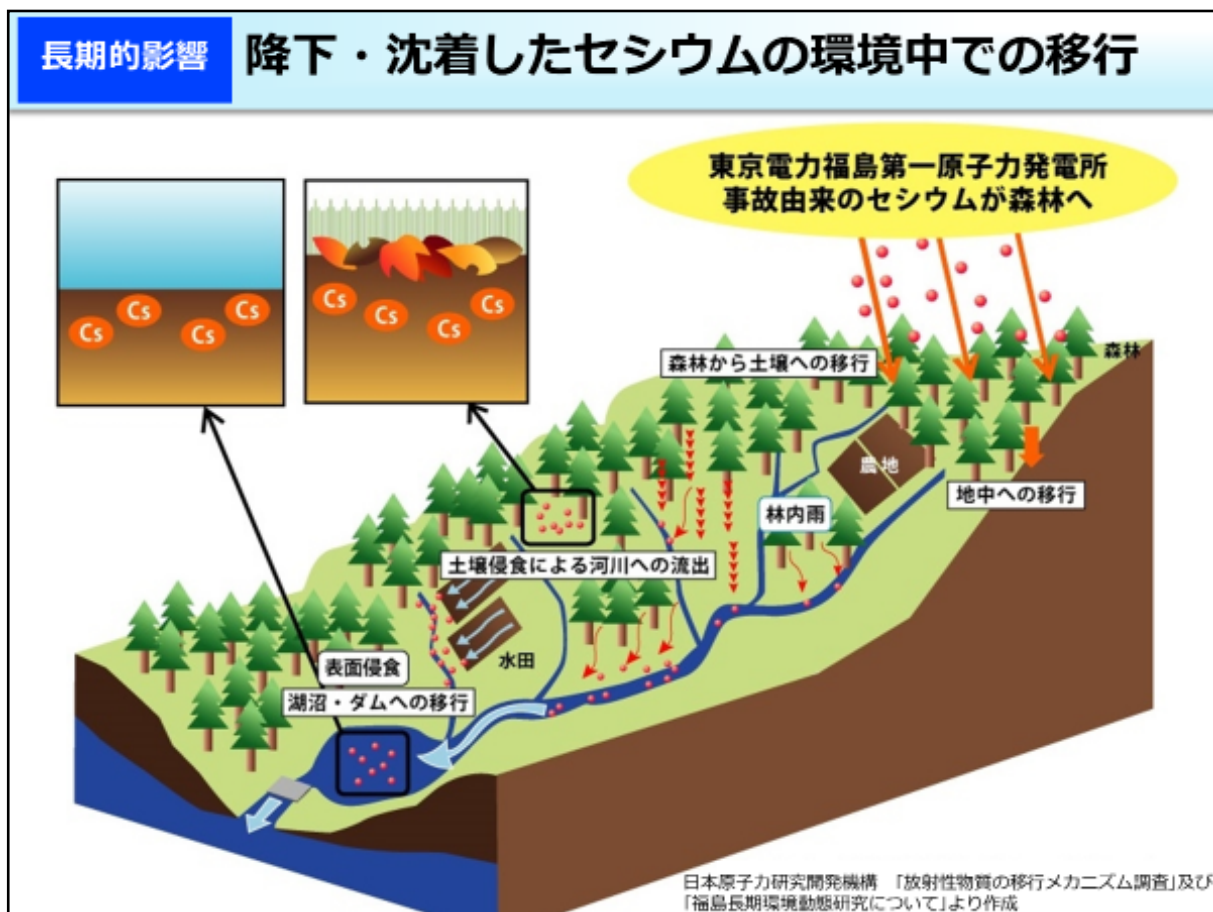 長期的影響
降下・沈着したセシウムの環境中での移行
東京電力福島第一原子力発電所
事故由来のセシウムが森林へ
Cs
Cs
Cs
Cs
Cs
Cs
Cs
Cs
森林から土壌への移行
森林
農地
地中への移行
林内雨
土壌侵食による河川への流出
水田
表面侵食
湖沼・ダムへの移行
日本原子力研究開発機構 「放射性物質の移行メカニズム調査」及び
「福島長期環境動態研究について」より作成